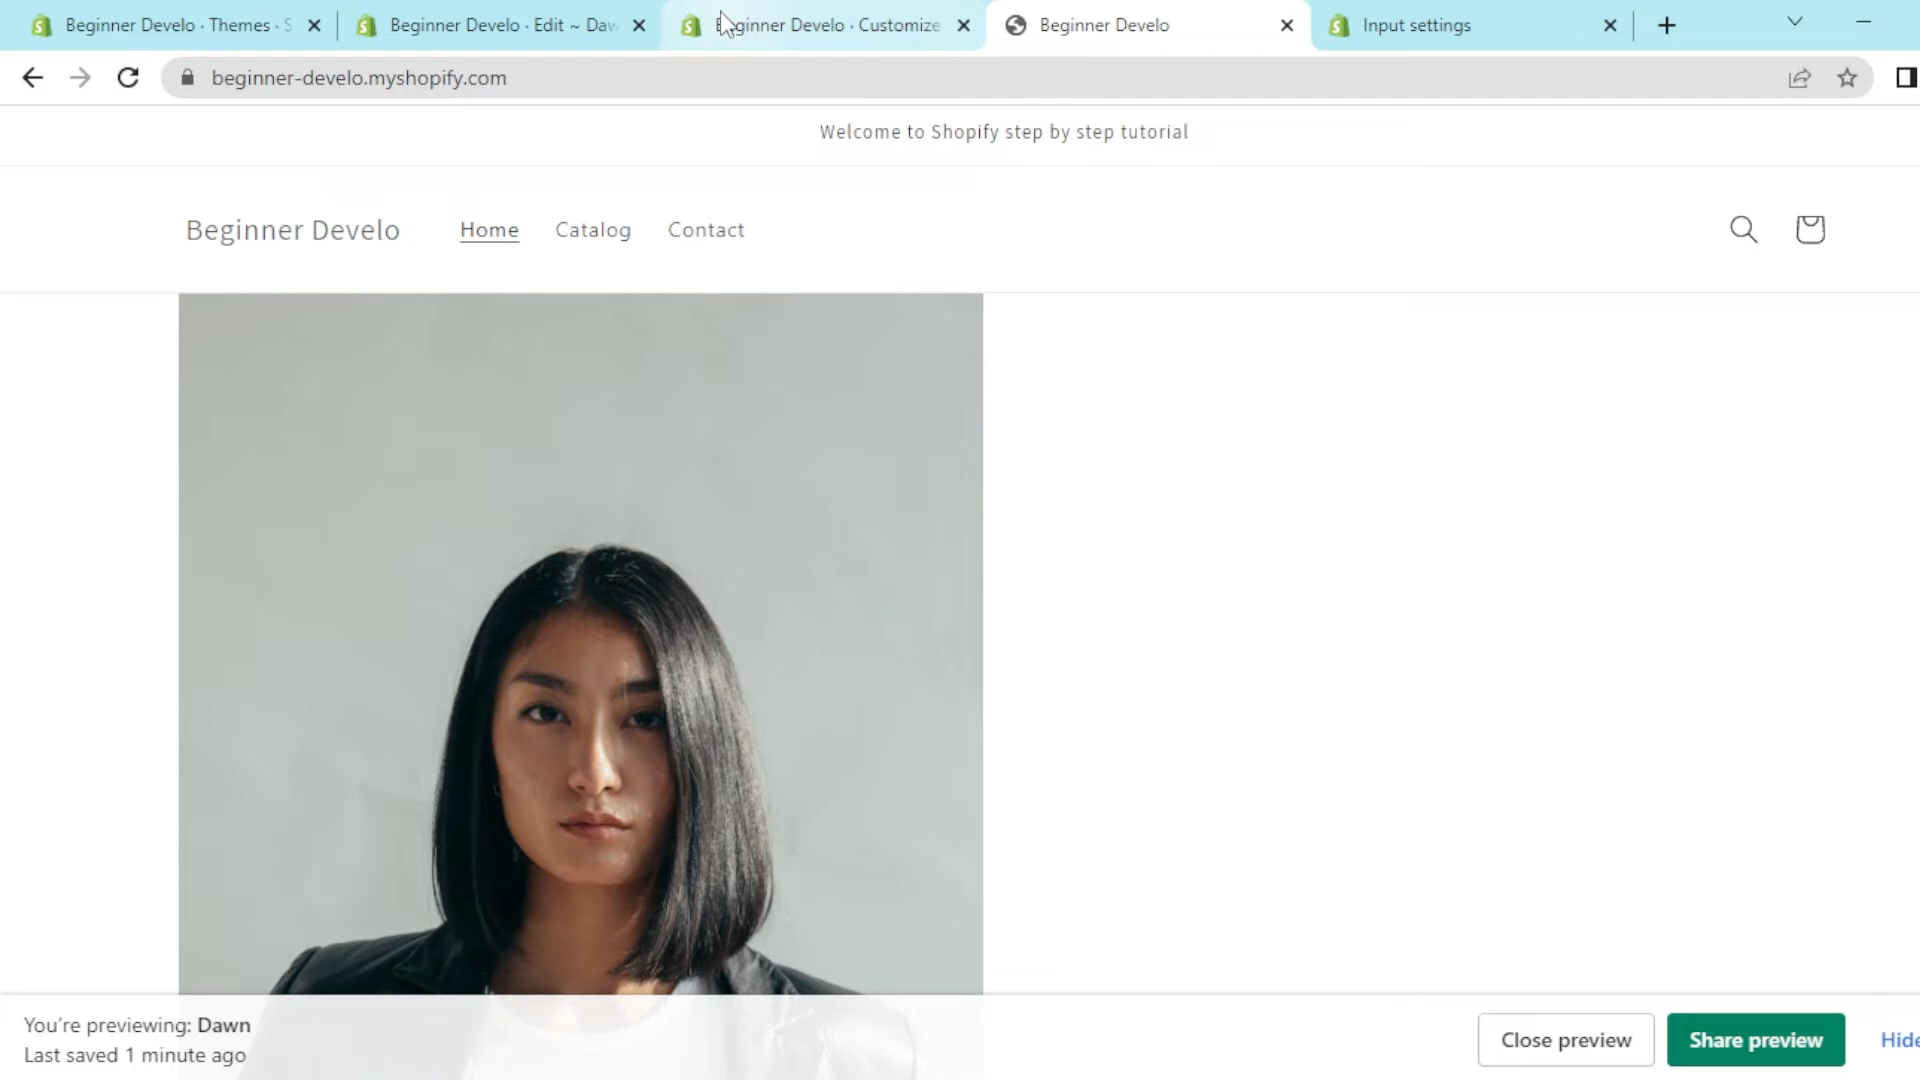 Beginner Develo · Themes · S
Beginner Develo · Edit ~ Daw
Beginner Develo · Customize
Beginner Develo
Input settings
beginner-develo.myshopify.com
Welcome to Shopify step by step tutorial
Beginner Develo
Home
Catalog
Contact
You're previewing: Dawn
Last saved 1 minute ago
Close preview
Share preview
Hide